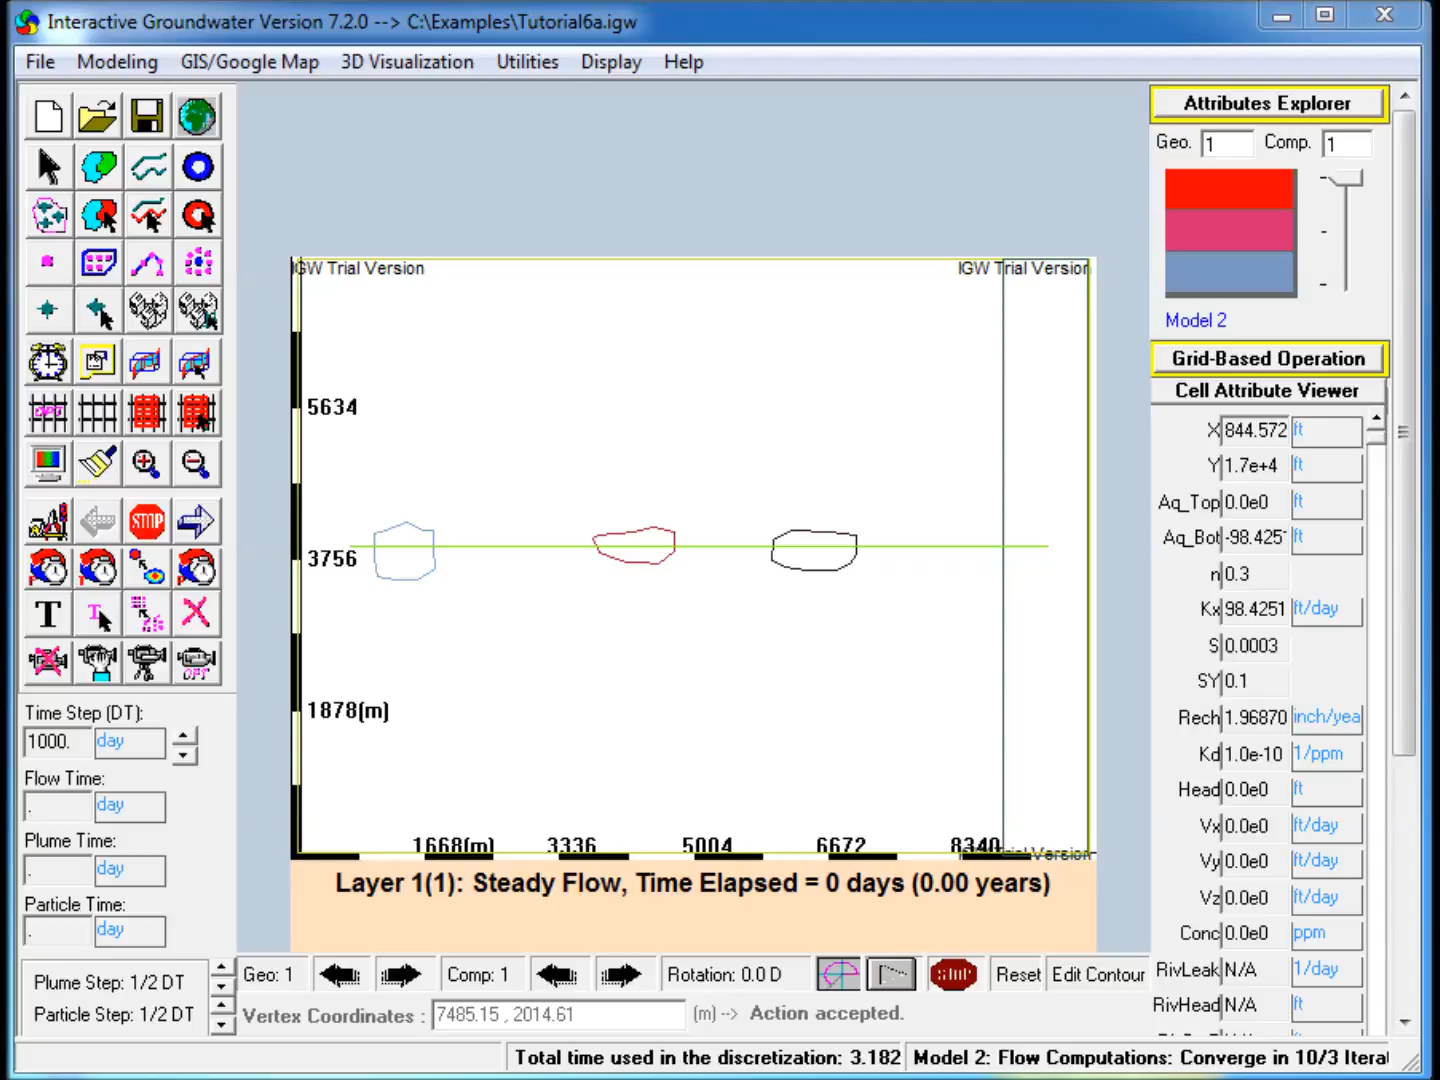 Interactive Groundwater Version 7.2.0 --> C:\Examples\Tutorial6a.igw
File Modeling GIS/Google Map 3D Visualization Utilities Display Help
Attributes Explorer
Geo. 1 Comp. 1
Model 2
Grid-Based Operation
Cell Attribute Viewer
X 844.572 ft
Y 1.7e+4 ft
Aq_Top 0.0e0 ft
Aq_Bot -98.425 ft
n 0.3
Kx 98.4251 ft/day
S 0.0003
SY 0.1
Rech 1.96870 inch/yea
Kd 1.0e-10 1/ppm
Head 0.0e0 ft
Vx 0.0e0 ft/day
Vy 0.0e0 ft/day
Vz 0.0e0 ft/day
Conc 0.0e0 ppm
RivLeak N/A 1/day
RivHead N/A ft
IGW Trial Version IGW Trial Version
5634
3756
1878(m)
1668(m) 3336 5004 6672 8340
Trial Version
Layer 1(1): Steady Flow, Time Elapsed = 0 days (0.00 years)
OPT
STOP
T T
OPT
Time Step (DT):
1000. day
Flow Time:
. day
Plume Time:
. day
Particle Time:
. day
Plume Step: 1/2 DT
Particle Step: 1/2 DT
Geo: 1 Comp: 1 Rotation: 0.0 D STOP Reset Edit Contour
Vertex Coordinates : 7485.15 , 2014.61 (m) --> Action accepted.
Total time used in the discretization: 3.182 Model 2: Flow Computations: Converge in 10/3 Itera